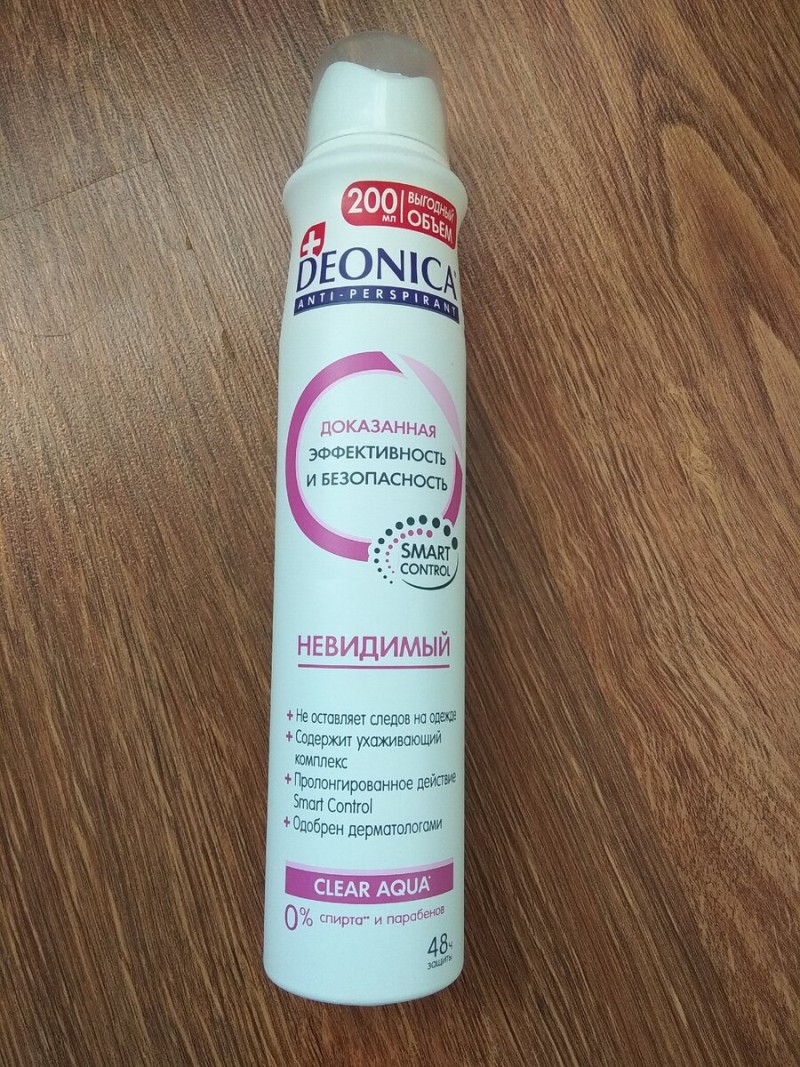 200 мл ВЫГОДНЫЙ ОБЪЕМ
DEONICA
ANTI-PERSPIRANT
ДОКАЗАННАЯ
ЭФФЕКТИВНОСТЬ
И БЕЗОПАСНОСТЬ
SMART
CONTROL
НЕВИДИМЫЙ
+ Не оставляет следов на одежде
+ Содержит ухаживающий
комплекс
+ Пролонгированное действие
Smart Control
+ Одобрен дерматологами
CLEAR AQUA*
0% спирта** и парабенов
48ч
защиты